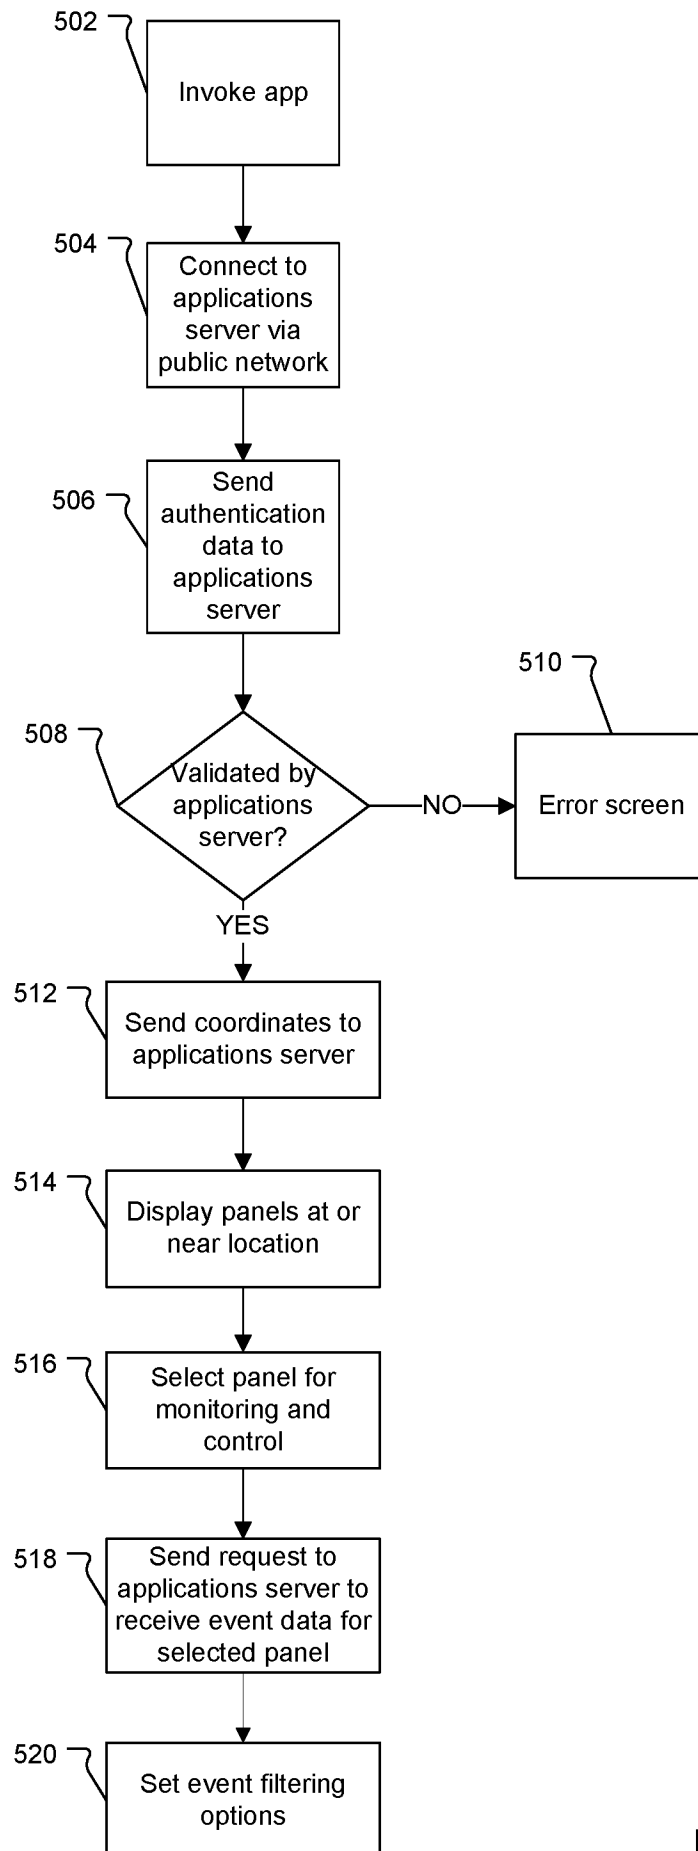 502
Invoke app
504
Connect to
applications
server via
public network
506
Send
authentication
data to
applications
server
510
508
Validated by
applications
server?
NO
Error screen
YES
512
Send coordinates to
applications server
514
Display panels at or
near location
516
Select panel for
monitoring and
control
518
Send request to
applications server to
receive event data for
selected panel
520
Set event filtering
options